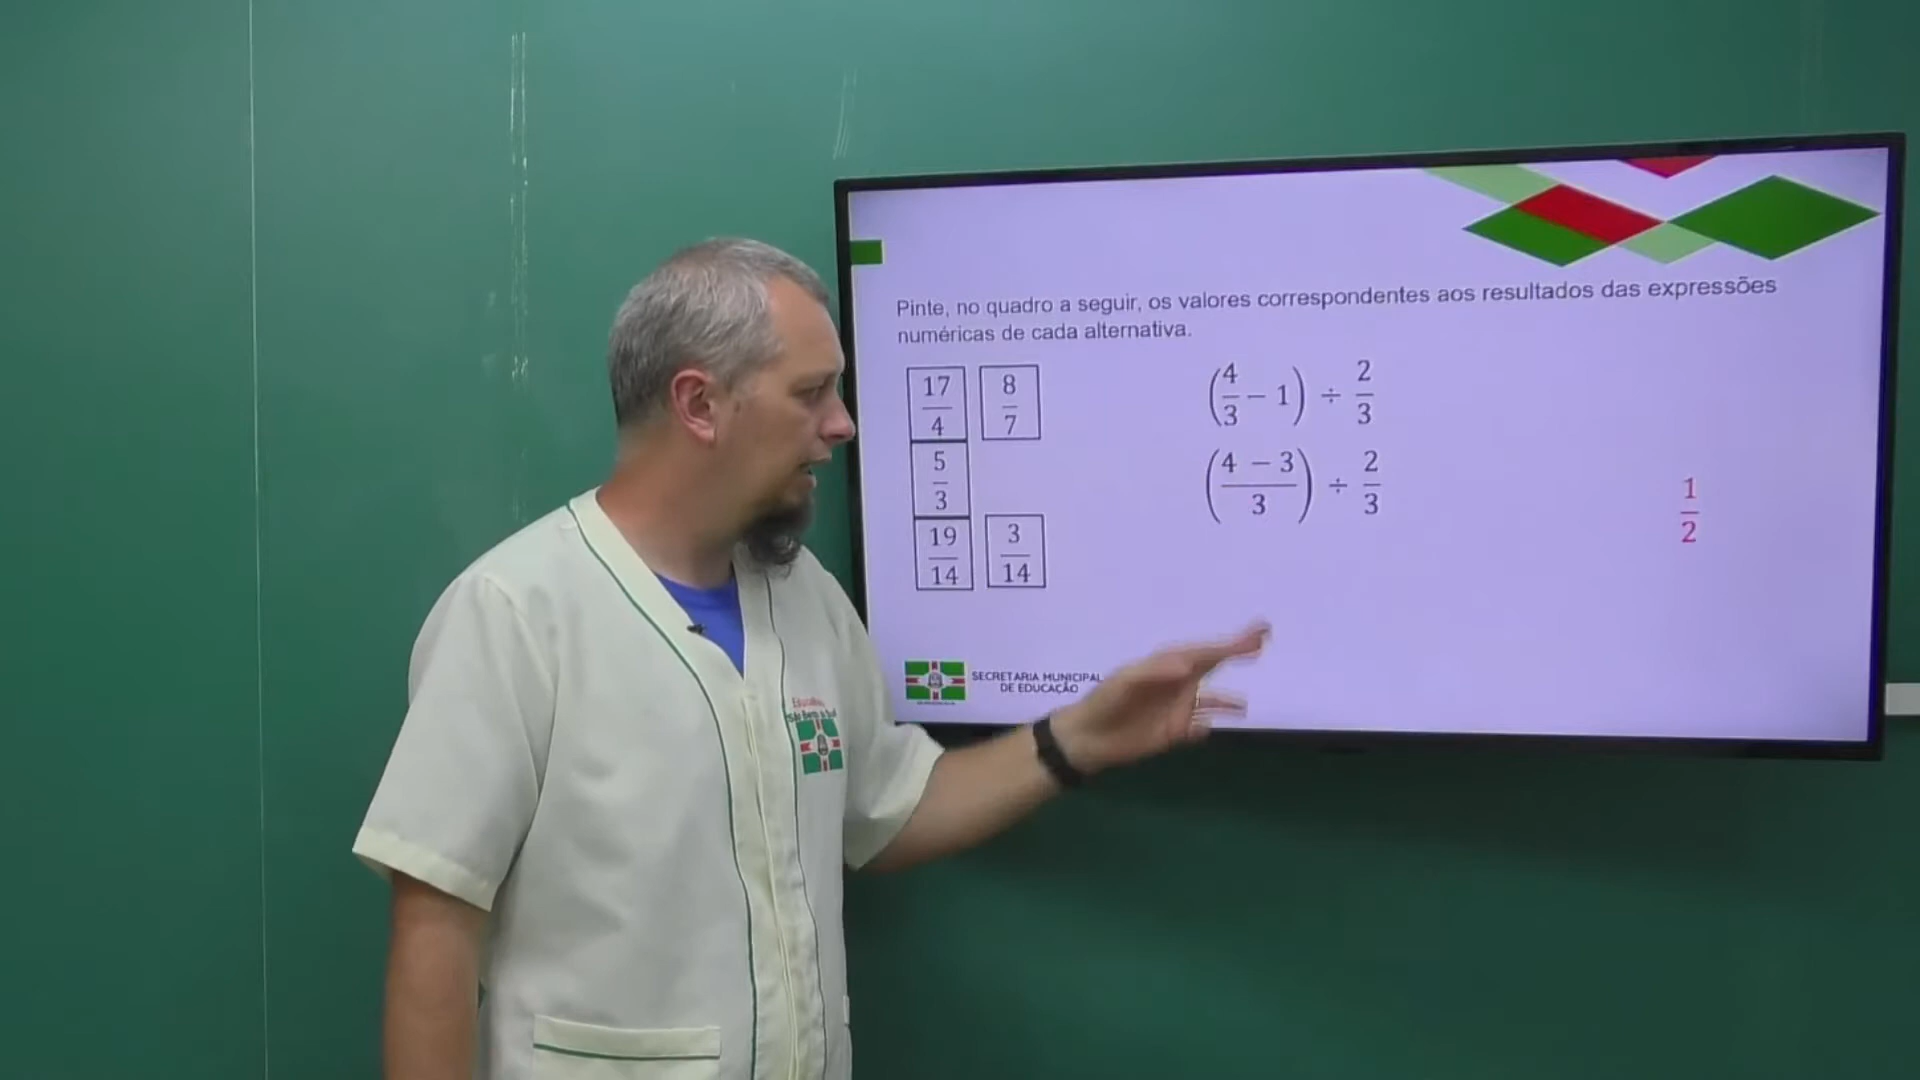 Pinte, no quadro a seguir, os valores correspondentes aos resultados das expressões
numéricas de cada alternativa.
17/4 8/7
5/3
19/14 3/14
(4/3 − 1) ÷ 2/3
((4 − 3)/3) ÷ 2/3
1/2
SECRETARIA MUNICIPAL
DE EDUCAÇÃO